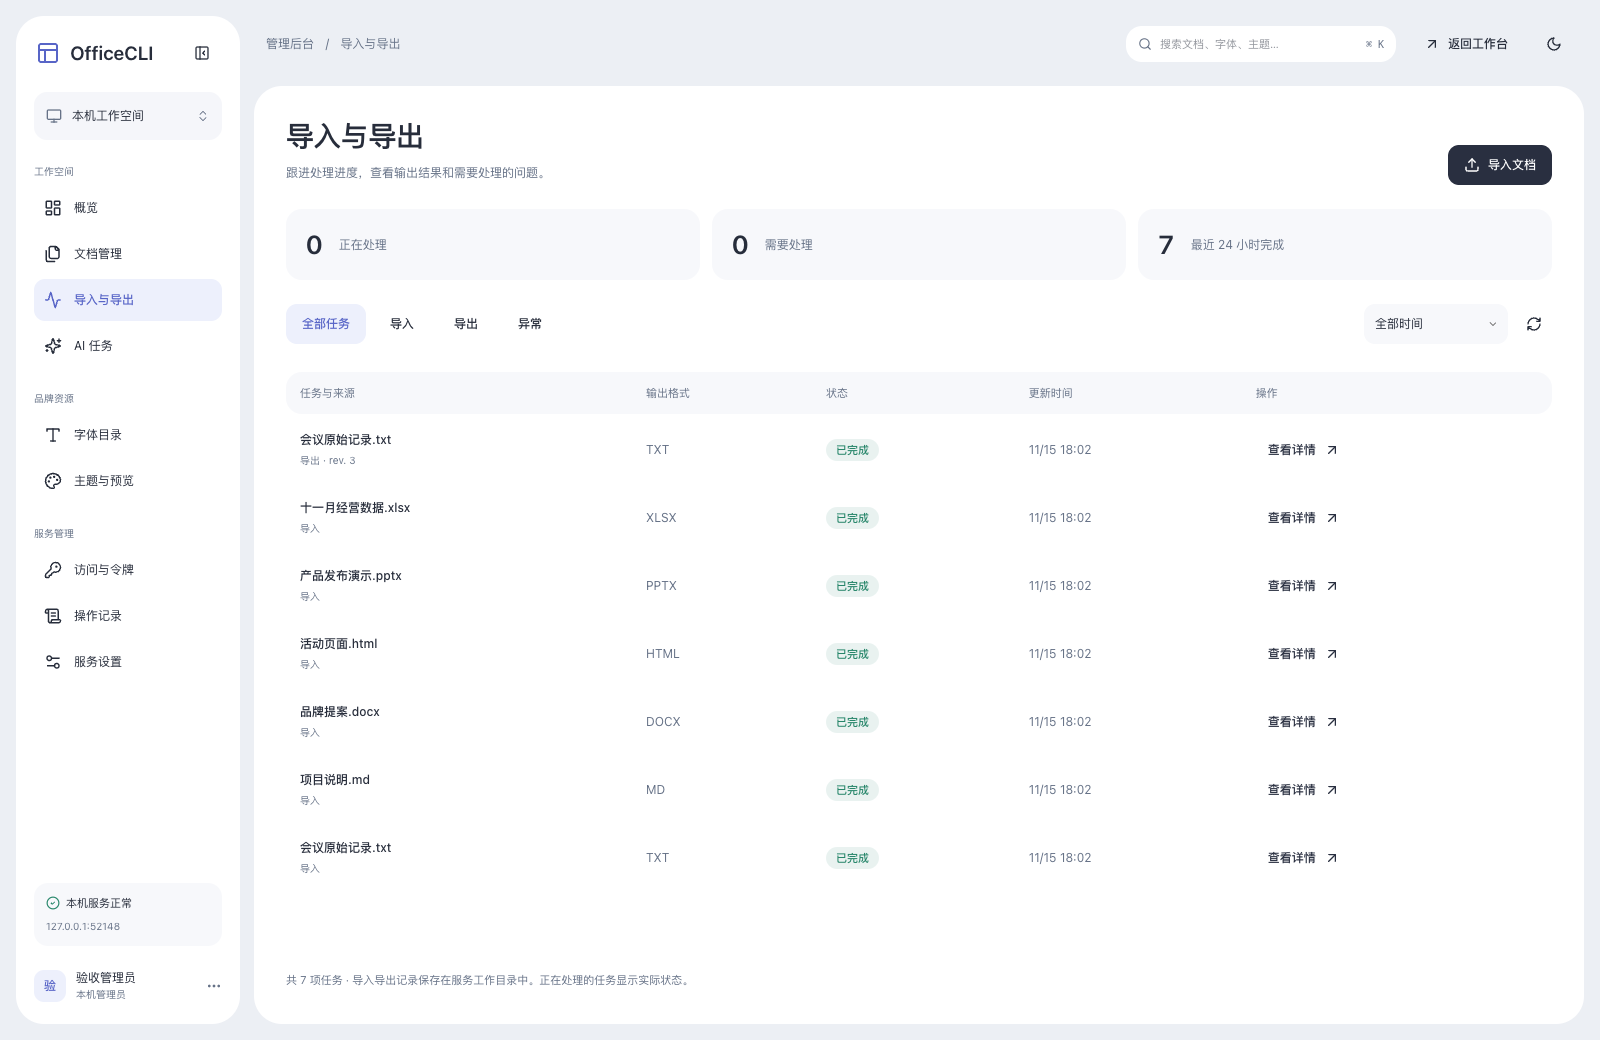 OfficeCLI
本机工作空间
工作空间
概览
文档管理
导入与导出
AI 任务
品牌资源
字体目录
主题与预览
服务管理
访问与令牌
操作记录
服务设置
本机服务正常
127.0.0.1:52148
验
验收管理员
本机管理员
管理后台 / 导入与导出
搜索文档、字体、主题...
⌘ K
返回工作台
导入与导出
跟进处理进度，查看输出结果和需要处理的问题。
导入文档
0 正在处理
0 需要处理
7 最近 24 小时完成
全部任务 导入 导出 异常
全部时间
任务与来源 输出格式 状态 更新时间 操作
会议原始记录.txt
导出 · rev. 3
TXT 已完成 11/15 18:02 查看详情
十一月经营数据.xlsx
导入
XLSX 已完成 11/15 18:02 查看详情
产品发布演示.pptx
导入
PPTX 已完成 11/15 18:02 查看详情
活动页面.html
导入
HTML 已完成 11/15 18:02 查看详情
品牌提案.docx
导入
DOCX 已完成 11/15 18:02 查看详情
项目说明.md
导入
MD 已完成 11/15 18:02 查看详情
会议原始记录.txt
导入
TXT 已完成 11/15 18:02 查看详情
共 7 项任务 · 导入导出记录保存在服务工作目录中。正在处理的任务显示实际状态。